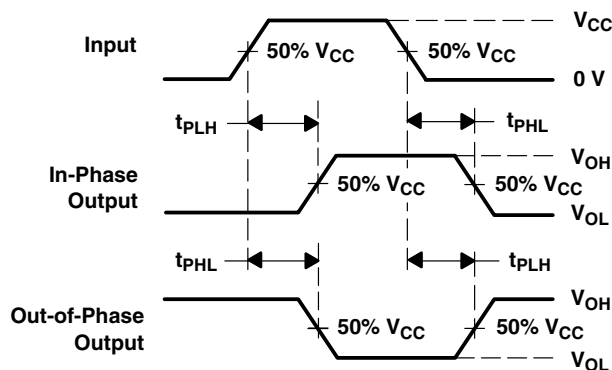 Input
50% VCC
50% VCC
VCC
0 V
tPLH
tPHL
In-Phase
Output
50% VCC
50% VCC
VOH
VOL
tPHL
tPLH
Out-of-Phase
Output
50% VCC
50% VCC
VOH
VOL